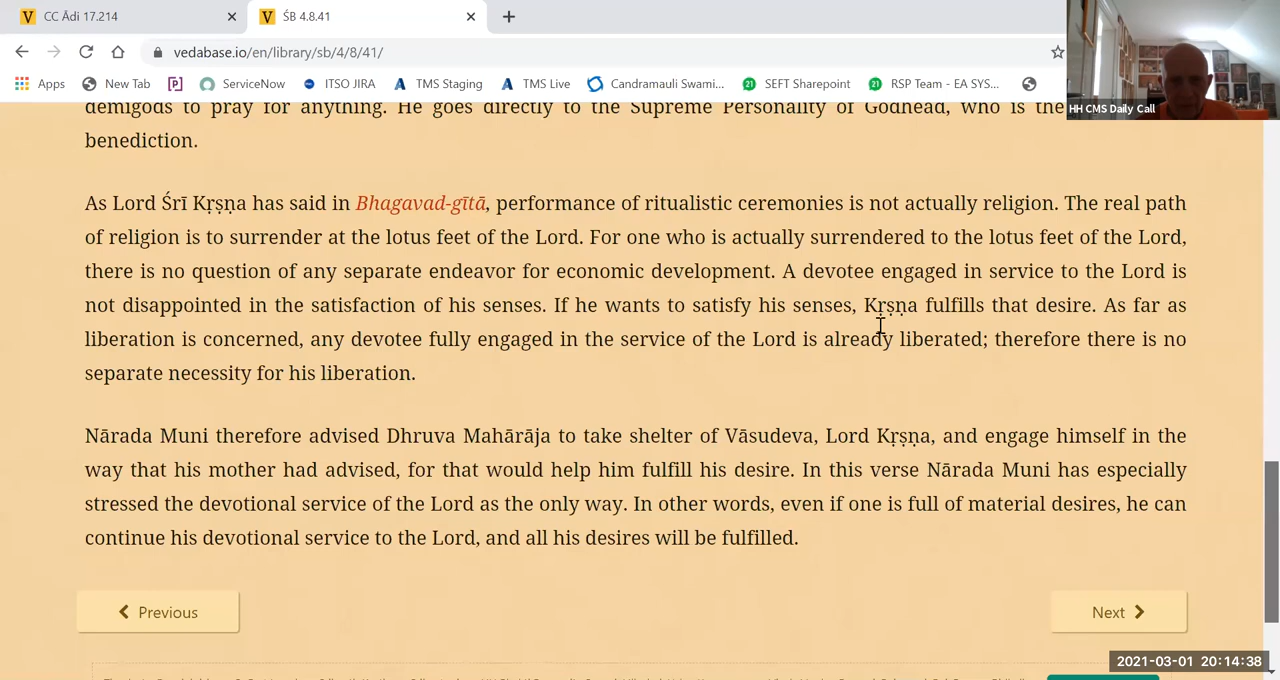 CC Ādi 17.214
ŚB 4.8.41
vedabase.io/en/library/sb/4/8/41/
Apps New Tab ServiceNow ITSO JIRA TMS Staging TMS Live Candramauli Swami... SEFT Sharepoint RSP Team - EA SYS...
HH CMS Daily Call
demigods to pray for anything. He goes directly to the Supreme Personality of Godhead, who is the
benediction.
As Lord Śrī Kṛṣṇa has said in Bhagavad-gītā, performance of ritualistic ceremonies is not actually religion. The real path
of religion is to surrender at the lotus feet of the Lord. For one who is actually surrendered to the lotus feet of the Lord,
there is no question of any separate endeavor for economic development. A devotee engaged in service to the Lord is
not disappointed in the satisfaction of his senses. If he wants to satisfy his senses, Kṛṣṇa fulfills that desire. As far as
liberation is concerned, any devotee fully engaged in the service of the Lord is already liberated; therefore there is no
separate necessity for his liberation.
Nārada Muni therefore advised Dhruva Mahārāja to take shelter of Vāsudeva, Lord Kṛṣṇa, and engage himself in the
way that his mother had advised, for that would help him fulfill his desire. In this verse Nārada Muni has especially
stressed the devotional service of the Lord as the only way. In other words, even if one is full of material desires, he can
continue his devotional service to the Lord, and all his desires will be fulfilled.
Previous
Next
2021-03-01 20:14:38